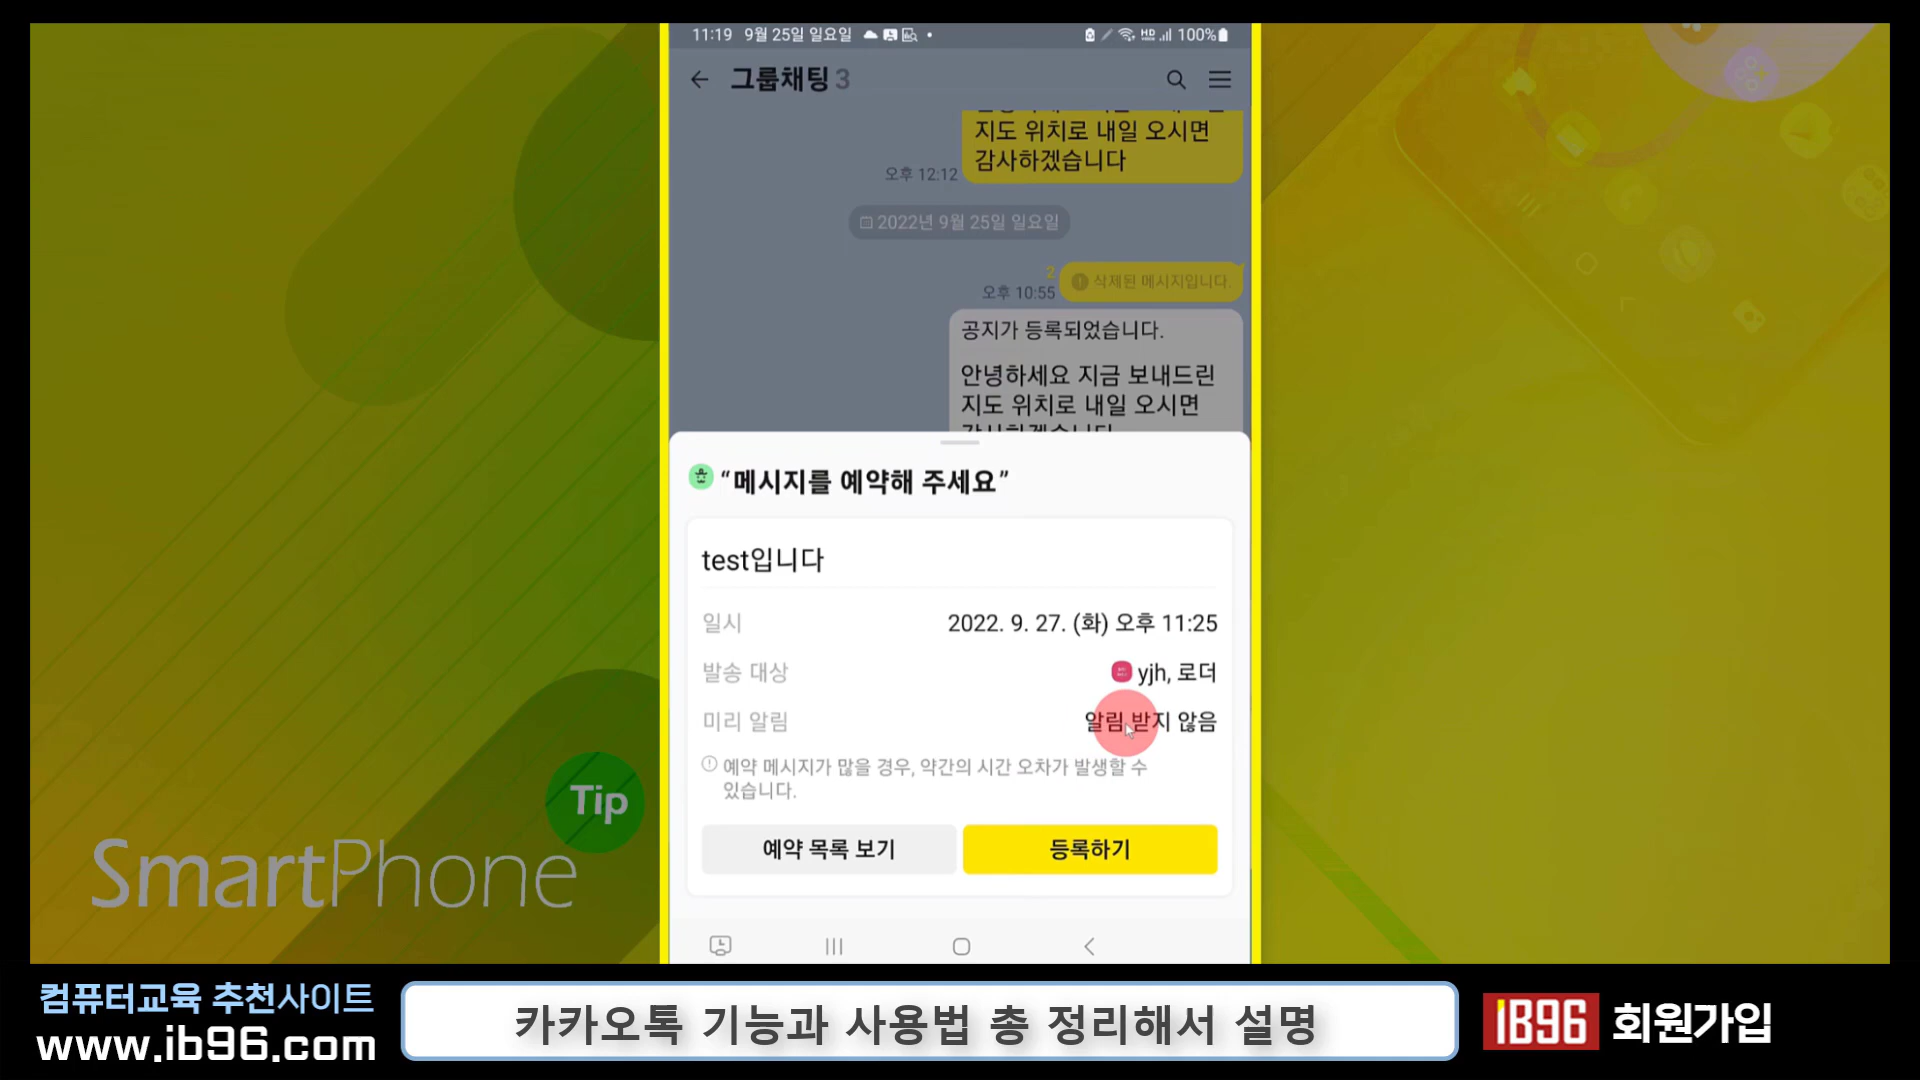 11:19 9월 25일 일요일
100%
그룹채팅 3
지도 위치로 내일 오시면
감사하겠습니다
오후 12:12
2022년 9월 25일 일요일
2
삭제된 메시지입니다.
오후 10:55
공지가 등록되었습니다.
안녕하세요 지금 보내드린
지도 위치로 내일 오시면
“메시지를 예약해 주세요”
test입니다
일시 2022. 9. 27. (화) 오후 11:25
발송 대상 yjh, 로더
미리 알림 알림 받지 않음
예약 메시지가 많을 경우, 약간의 시간 오차가 발생할 수
있습니다.
예약 목록 보기 등록하기
Tip
SmartPhone
컴퓨터교육 추천사이트
www.ib96.com
카카오톡 기능과 사용법 총 정리해서 설명
IB96 회원가입